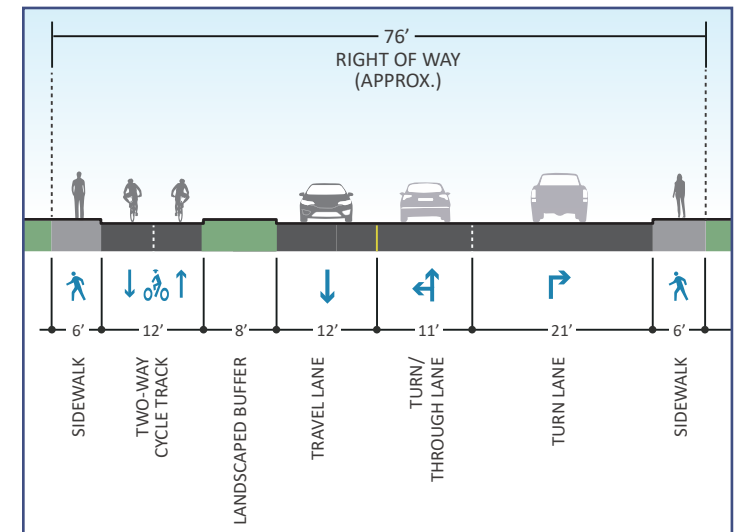 76’
RIGHT OF WAY
(APPROX.)
6’
12’
8’
12’
11’
21’
6’
SIDEWALK
TWO-WAY
CYCLE TRACK
LANDSCAPED BUFFER
TRAVEL LANE
TURN/
THROUGH LANE
TURN LANE
SIDEWALK